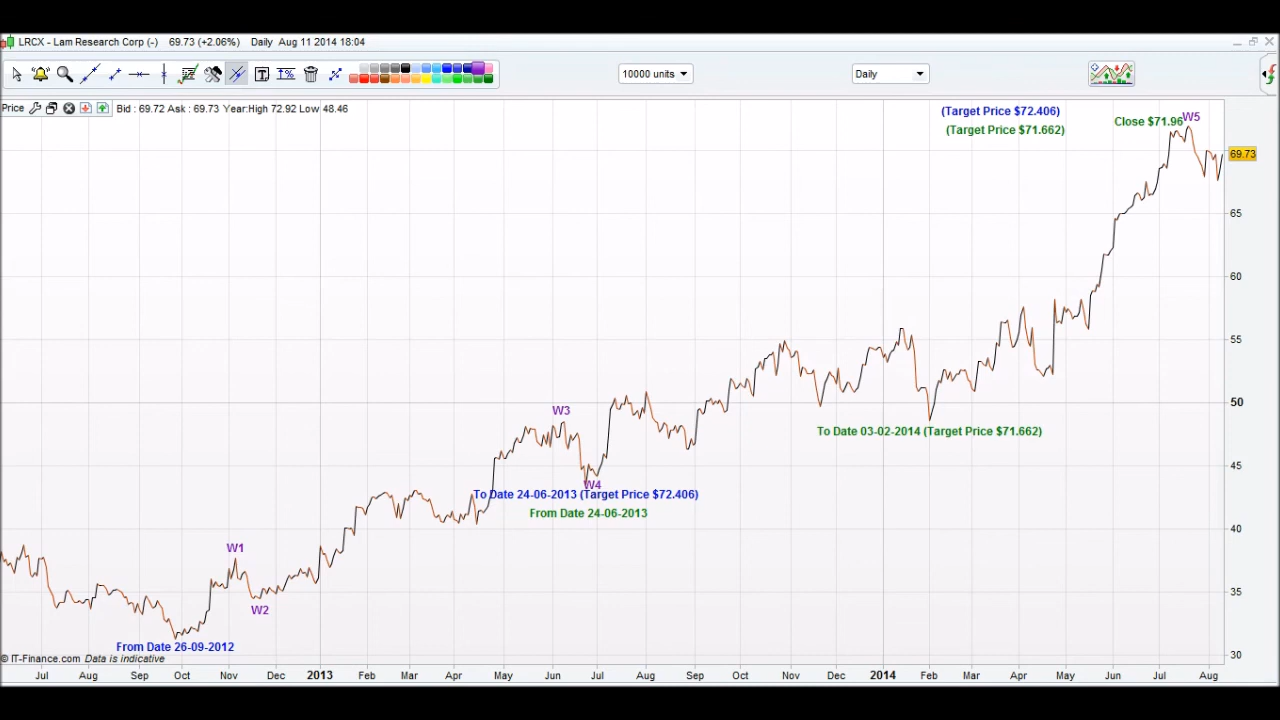 LRCX - Lam Research Corp (-) 69.73 (+2.06%) Daily Aug 11 2014 18:04
10000 units Daily
Price Bid : 69.72 Ask : 69.73 Year:High 72.92 Low 48.46
(Target Price $72.406)
(Target Price $71.662)
Close $71.96
W5
69.73
65
60
55
50
45
40
35
30
W3
W4
To Date 24-06-2013 (Target Price $72.406)
From Date 24-06-2013
To Date 03-02-2014 (Target Price $71.662)
W1
W2
From Date 26-09-2012
© IT-Finance.com Data is indicative
Jul Aug Sep Oct Nov Dec 2013 Feb Mar Apr May Jun Jul Aug Sep Oct Nov Dec 2014 Feb Mar Apr May Jun Jul Aug